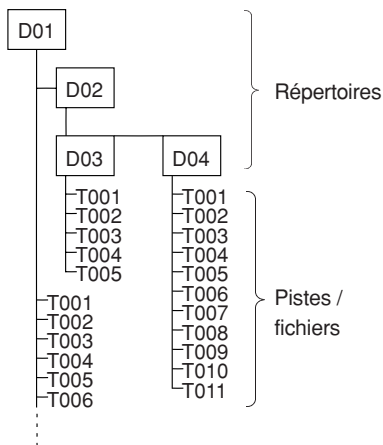 D01
D02
Répertoires
D03
D04
T001
T002
T003
T004
T005
T001
T002
T003
T004
T005
T006
T007
T008
T009
T010
T011
Pistes /
fichiers
T001
T002
T003
T004
T005
T006